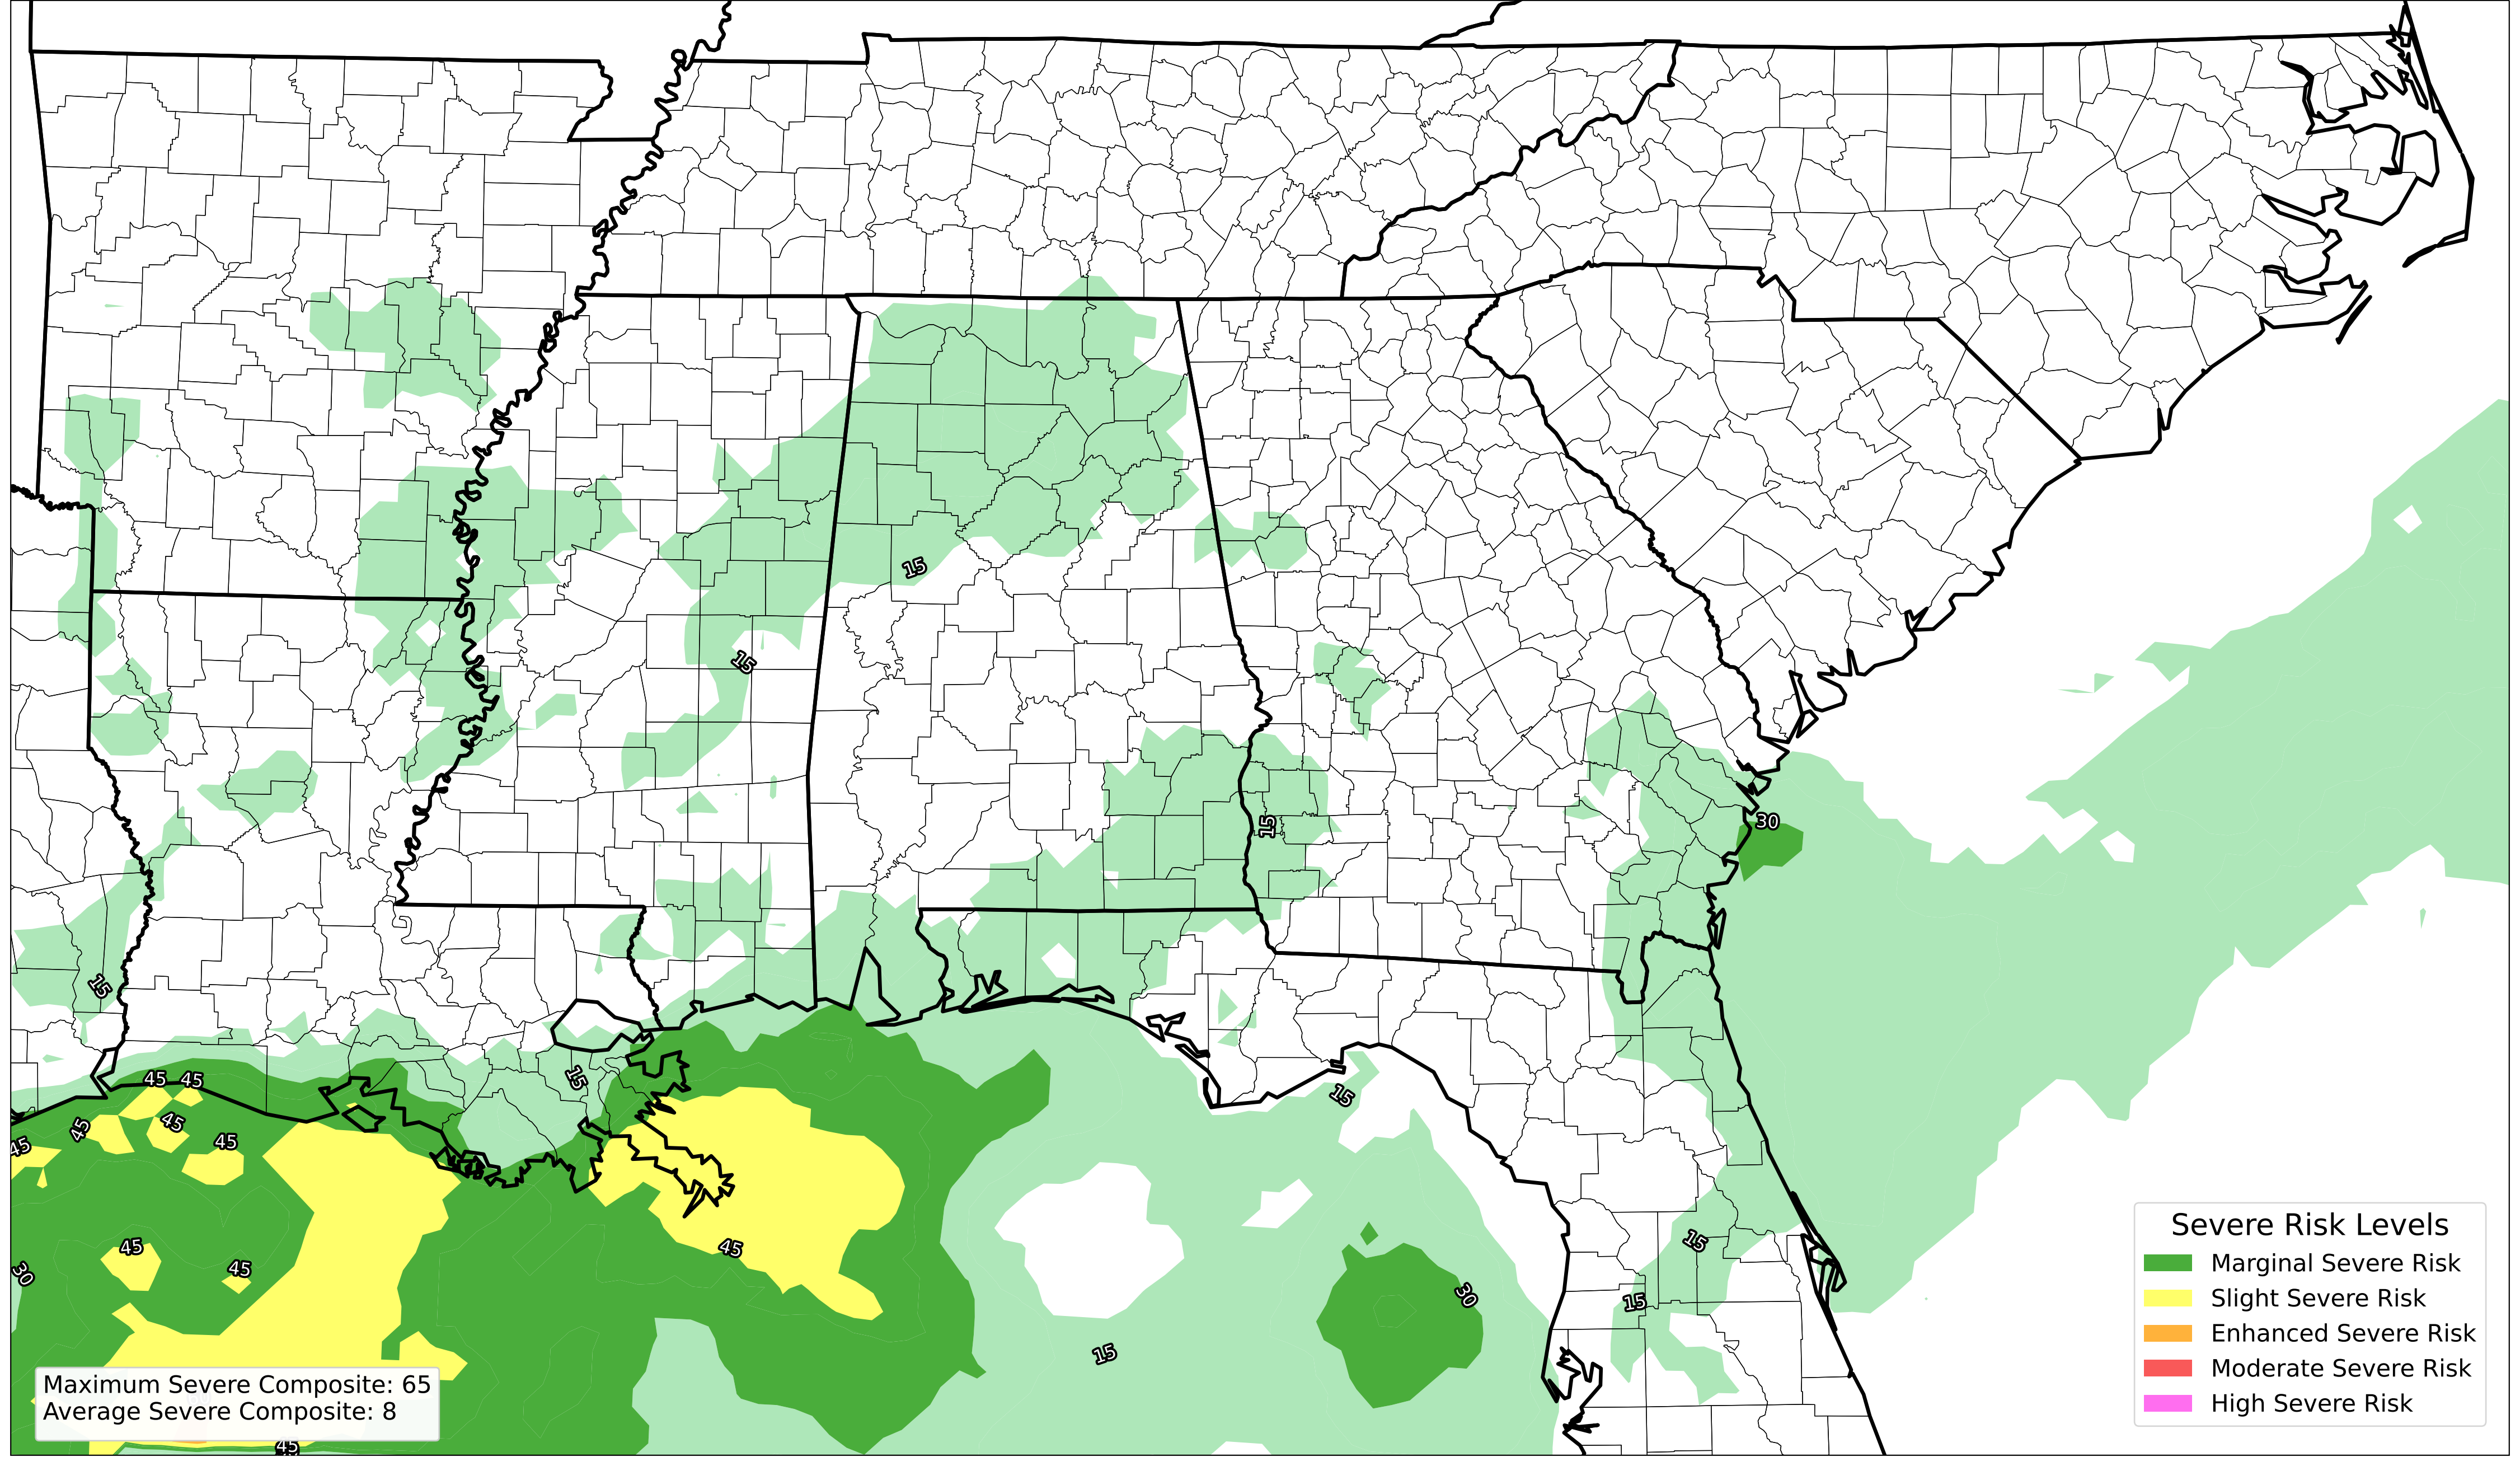 15
15
15
30
15
45
45
45
45
45
45
15
15
45
45
45
30
15
15
30
15
Severe Risk Levels
Marginal Severe Risk
Slight Severe Risk
Enhanced Severe Risk
Moderate Severe Risk
High Severe Risk
Maximum Severe Composite: 65
Average Severe Composite: 8
45